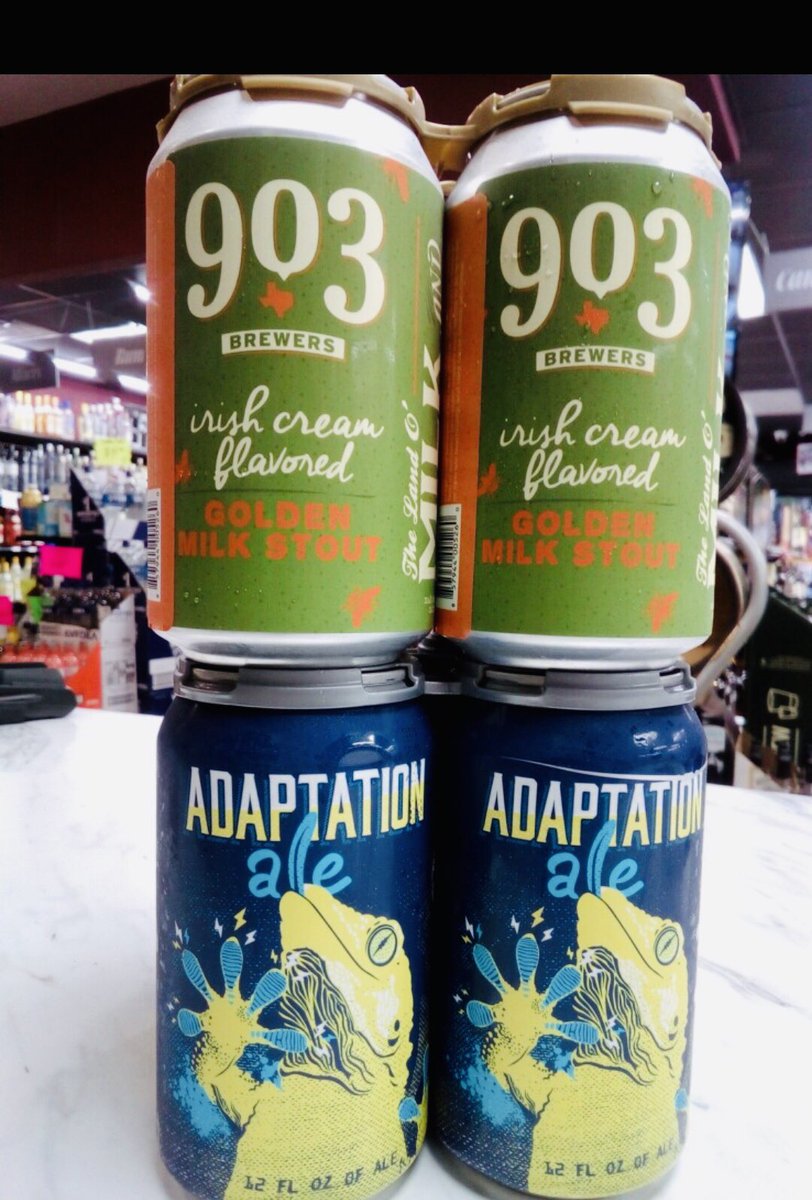 903
BREWERS
irish cream
flavored
GOLDEN
MILK STOUT
The Land O'
MILK
AND
903
BREWERS
irish cream
flavored
GOLDEN
MILK STOUT
The Land O'
ADAPTATION
ale
12 FL OZ OF ALE
ADAPTATION
ale
12 FL OZ OF ALE